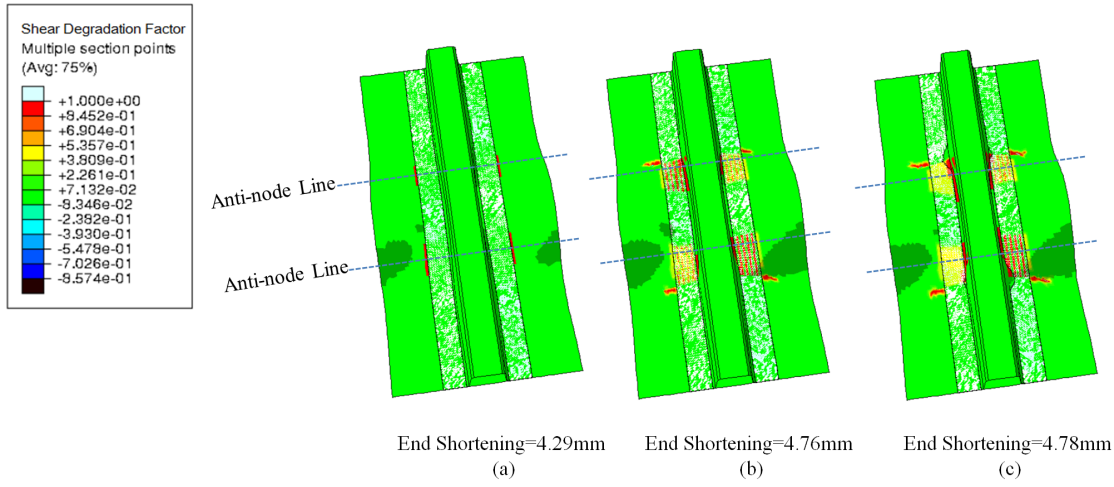 Shear Degradation Factor
Multiple section points
(Avg: 75%)
+1.000e+00
+8.452e-01
+6.904e-01
+5.357e-01
+3.809e-01
+2.261e-01
+7.132e-02
-8.346e-02
-2.382e-01
-3.930e-01
-5.478e-01
-7.026e-01
-8.574e-01
Anti-node Line
Anti-node Line
End Shortening=4.29mm
(a)
End Shortening=4.76mm
(b)
End Shortening=4.78mm
(c)